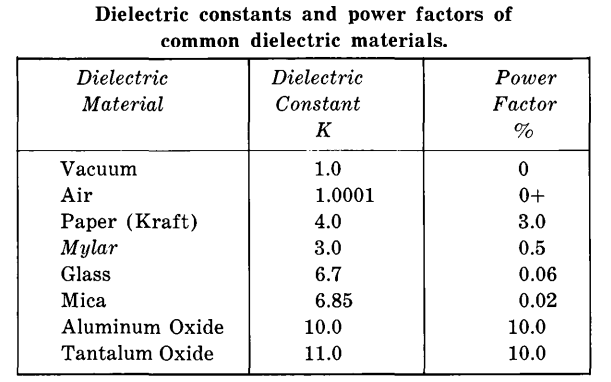 Dielectric constants and power factors of
common dielectric materials.
Dielectric Dielectric Power
Material Constant Factor
K %
Vacuum 1.0 0
Air 1.0001 0+
Paper (Kraft) 4.0 3.0
Mylar 3.0 0.5
Glass 6.7 0.06
Mica 6.85 0.02
Aluminum Oxide 10.0 10.0
Tantalum Oxide 11.0 10.0